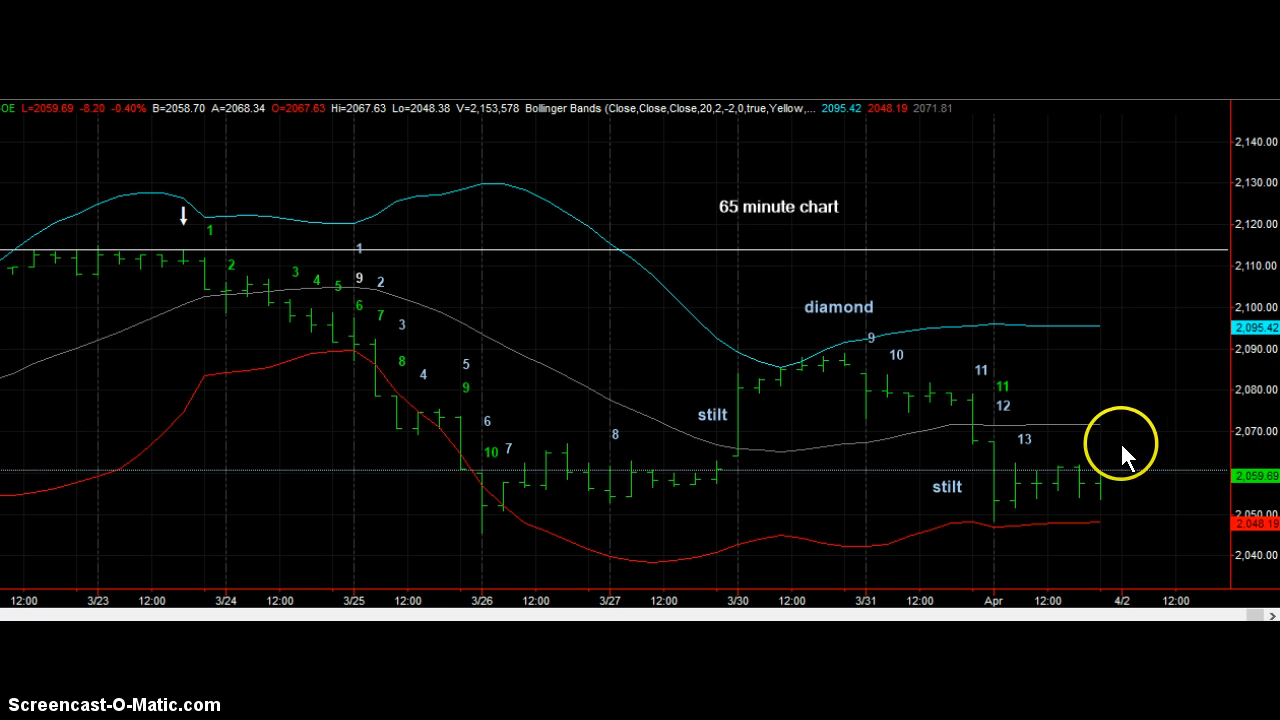 OE L=2059.69 -8.20 -0.40% B=2058.70 A=2068.34 O=2067.63 Hi=2067.63 Lo=2048.38 V=2,153,578 Bollinger Bands (Close,Close,Close,20,2,-2,0,true,Yellow,... 2095.42 2048.19 2071.81
2,140.00
2,130.00
65 minute chart
2,120.00
1
1
2 2,110.00
3 4 5 9 2
6 7 diamond 2,100.00
3 2,095.42
9
8 10 2,090.00
4 5 11
9 11 2,080.00
12
stilt 6 8 13 2,070.00
10 7
2,059.69
stilt
2,050.00
2,048.19
2,040.00
12:00 3/23 12:00 3/24 12:00 3/25 12:00 3/26 12:00 3/27 12:00 3/30 12:00 3/31 12:00 Apr 12:00 4/2 12:00
Screencast-O-Matic.com